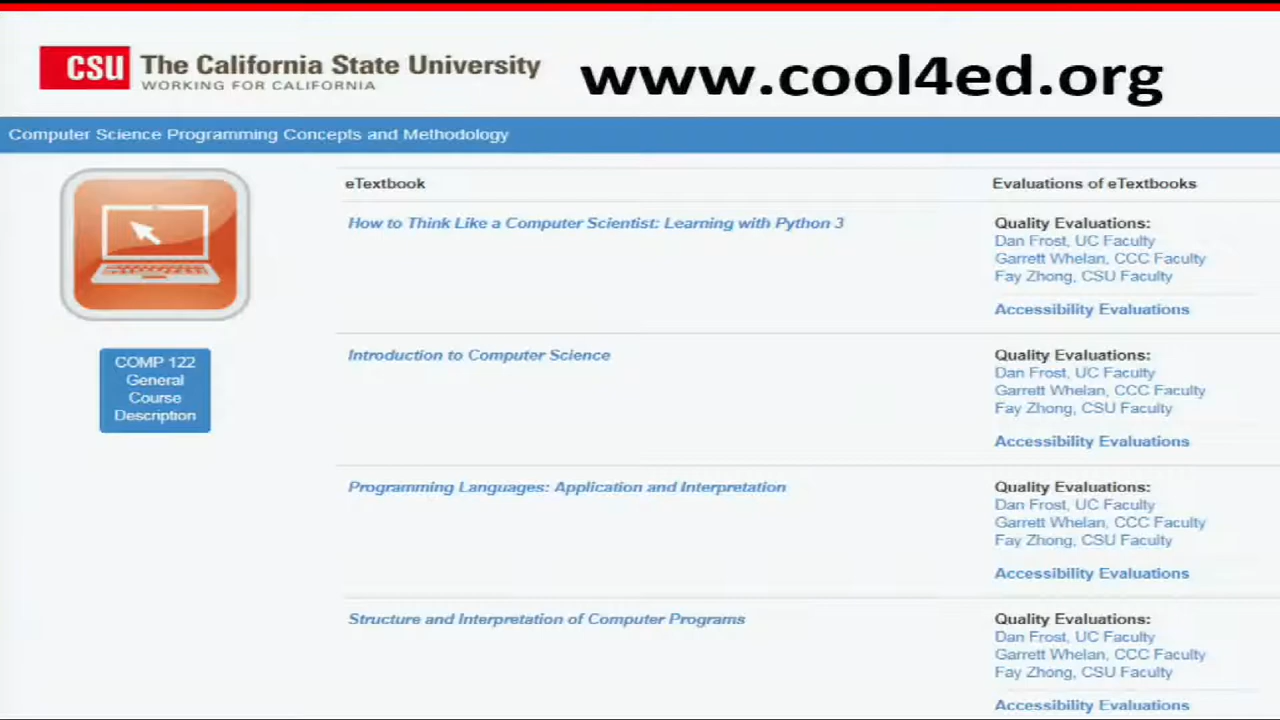 CSU The California State University
WORKING FOR CALIFORNIA
www.cool4ed.org
Computer Science Programming Concepts and Methodology
COMP 122
General
Course
Description
eTextbook
Evaluations of eTextbooks
How to Think Like a Computer Scientist: Learning with Python 3
Quality Evaluations:
Dan Frost, UC Faculty
Garrett Whelan, CCC Faculty
Fay Zhong, CSU Faculty
Accessibility Evaluations
Introduction to Computer Science
Quality Evaluations:
Dan Frost, UC Faculty
Garrett Whelan, CCC Faculty
Fay Zhong, CSU Faculty
Accessibility Evaluations
Programming Languages: Application and Interpretation
Quality Evaluations:
Dan Frost, UC Faculty
Garrett Whelan, CCC Faculty
Fay Zhong, CSU Faculty
Accessibility Evaluations
Structure and Interpretation of Computer Programs
Quality Evaluations:
Dan Frost, UC Faculty
Garrett Whelan, CCC Faculty
Fay Zhong, CSU Faculty
Accessibility Evaluations